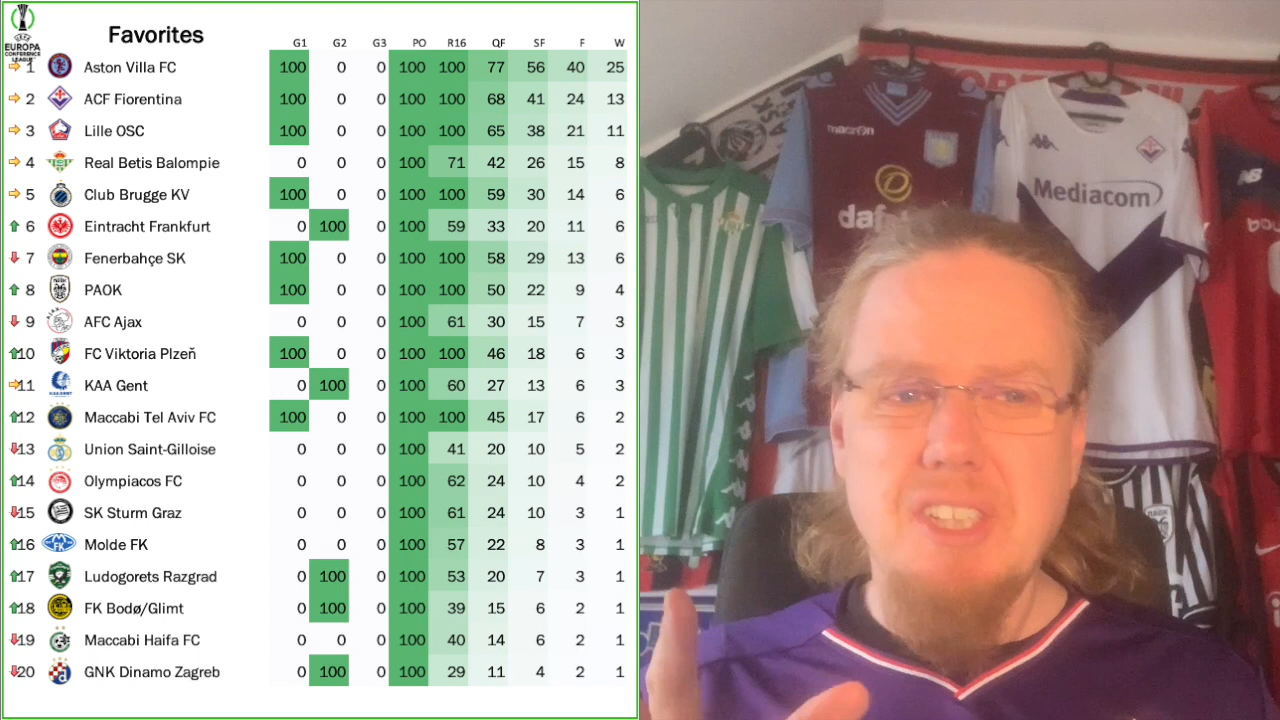 UEFA
EUROPA
CONFERENCE
LEAGUE
Favorites
G1 G2 G3 PO R16 QF SF F W
1 Aston Villa FC 100 0 0 100 100 77 56 40 25
2 ACF Fiorentina 100 0 0 100 100 68 41 24 13
3 Lille OSC 100 0 0 100 100 65 38 21 11
4 Real Betis Balompie 0 0 0 100 71 42 26 15 8
5 Club Brugge KV 100 0 0 100 100 59 30 14 6
6 Eintracht Frankfurt 0 100 0 100 59 33 20 11 6
7 Fenerbahçe SK 100 0 0 100 100 58 29 13 6
8 PAOK 100 0 0 100 100 50 22 9 4
9 AFC Ajax 0 0 0 100 61 30 15 7 3
10 FC Viktoria Plzeň 100 0 0 100 100 46 18 6 3
11 KAA Gent 0 100 0 100 60 27 13 6 3
12 Maccabi Tel Aviv FC 100 0 0 100 100 45 17 6 2
13 Union Saint-Gilloise 0 0 0 100 41 20 10 5 2
14 Olympiacos FC 0 0 0 100 62 24 10 4 2
15 SK Sturm Graz 0 0 0 100 61 24 10 3 1
16 Molde FK 0 0 0 100 57 22 8 3 1
17 Ludogorets Razgrad 0 100 0 100 53 20 7 3 1
18 FK Bodø/Glimt 0 100 0 100 39 15 6 2 1
19 Maccabi Haifa FC 0 0 0 100 40 14 6 2 1
20 GNK Dinamo Zagreb 0 100 0 100 29 11 4 2 1
macron
Mediacom
dafa
NB
PAOK